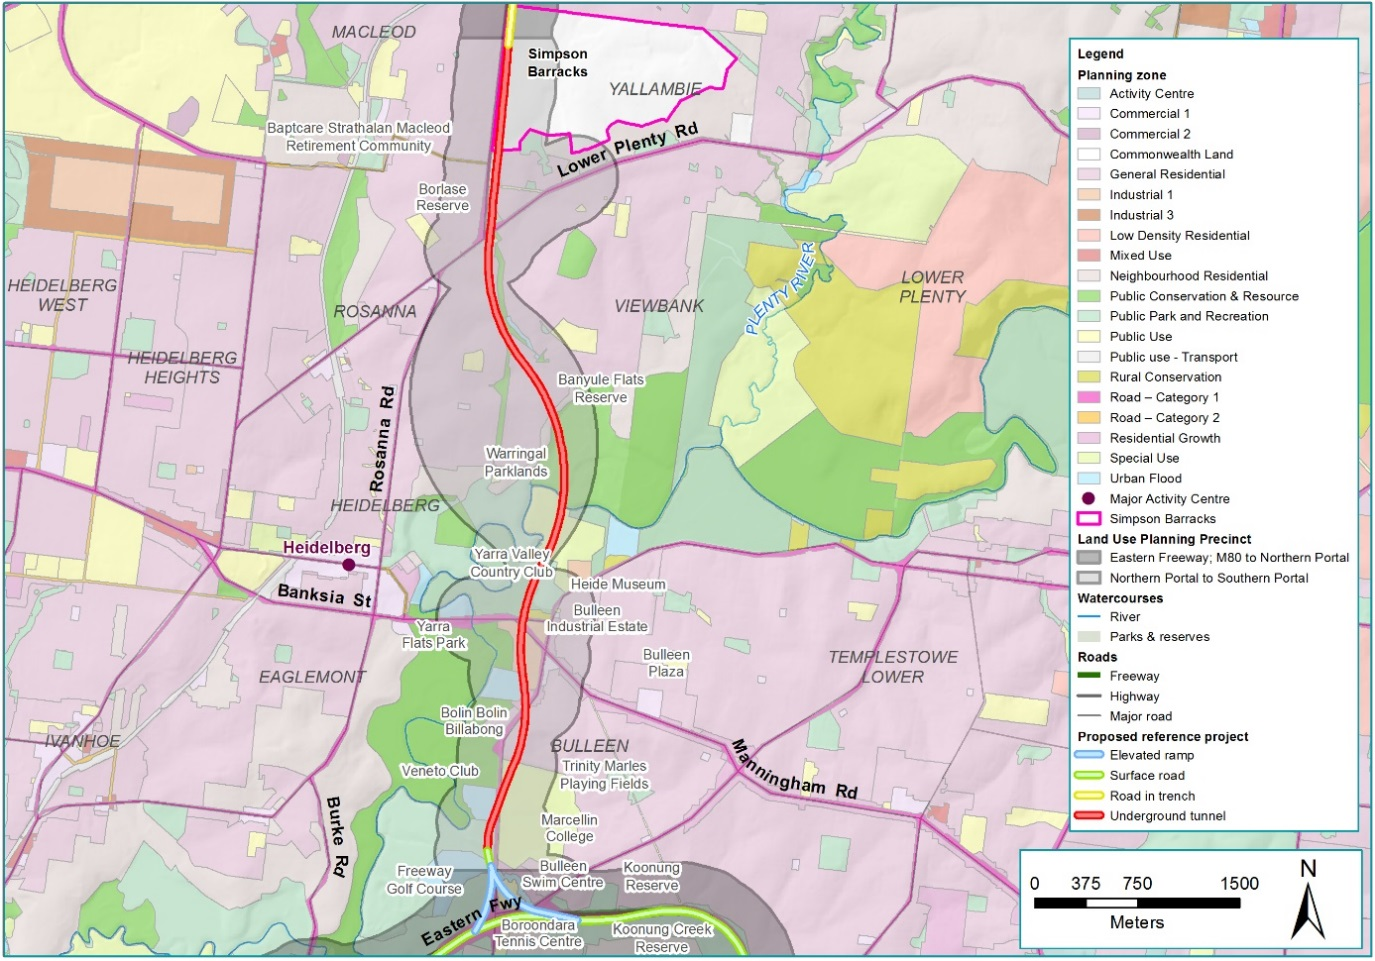 MACLEOD
Simpson
Barracks
YALLAMBIE
Baptcare Strathalan Macleod
Retirement Community
Lower Plenty Rd
Borlase
Reserve
PLENTY RIVER
HEIDELBERG
WEST
ROSANNA
VIEWBANK
LOWER
PLENTY
HEIDELBERG
HEIGHTS
Banyule Flats
Reserve
Rosanna Rd
Warringal
Parklands
HEIDELBERG
Heidelberg
Yarra Valley
Country Club
Banksia St
Heide Museum
Bulleen
Industrial Estate
Yarra
Flats Park
Bulleen
Plaza
TEMPLESTOWE
LOWER
EAGLEMONT
Bolin Bolin
Billabong
IVANHOE
BULLEEN
Veneto Club
Trinity Marles
Playing Fields
Manningham Rd
Burke Rd
Marcellin
College
Freeway
Golf Course
Bulleen
Swim Centre
Koonung
Reserve
Eastern Fwy
Boroondara
Tennis Centre
Koonung Creek
Reserve
Legend
Planning zone
Activity Centre
Commercial 1
Commercial 2
Commonwealth Land
General Residential
Industrial 1
Industrial 3
Low Density Residential
Mixed Use
Neighbourhood Residential
Public Conservation & Resource
Public Park and Recreation
Public Use
Public use - Transport
Rural Conservation
Road – Category 1
Road – Category 2
Residential Growth
Special Use
Urban Flood
Major Activity Centre
Simpson Barracks
Land Use Planning Precinct
Eastern Freeway; M80 to Northern Portal
Northern Portal to Southern Portal
Watercourses
River
Parks & reserves
Roads
Freeway
Highway
Major road
Proposed reference project
Elevated ramp
Surface road
Road in trench
Underground tunnel
0 375 750 1500
Meters
N